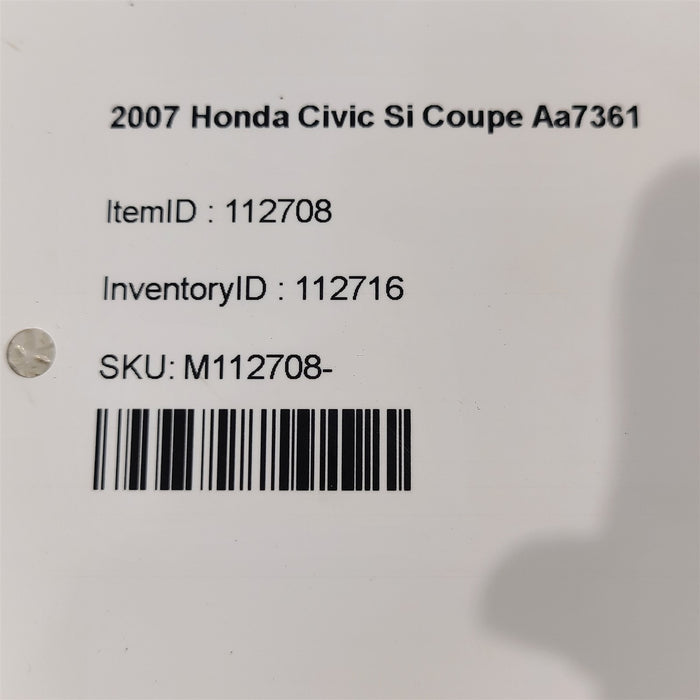 2007 Honda Civic Si Coupe Aa7361
ItemID : 112708
InventoryID : 112716
SKU: M112708-